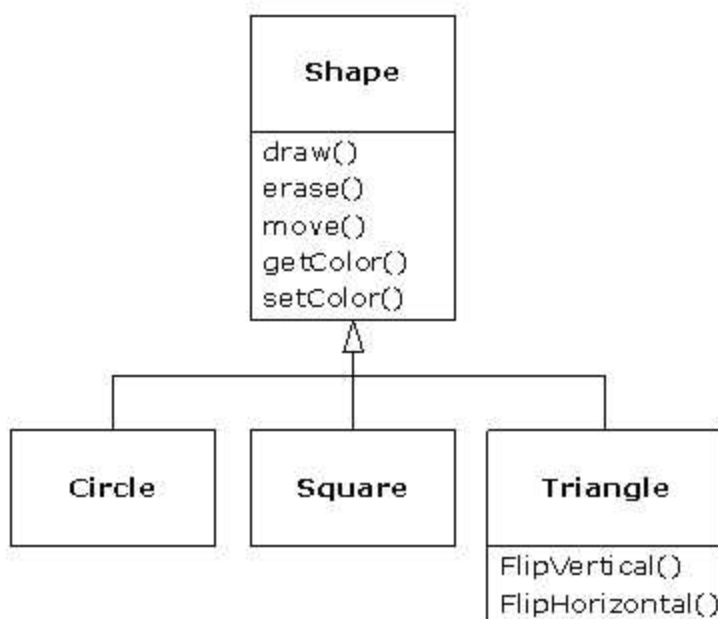 Shape
draw()
erase()
move()
getColor()
setColor()
Circle
Square
Triangle
FlipVertical()
FlipHorizontal()